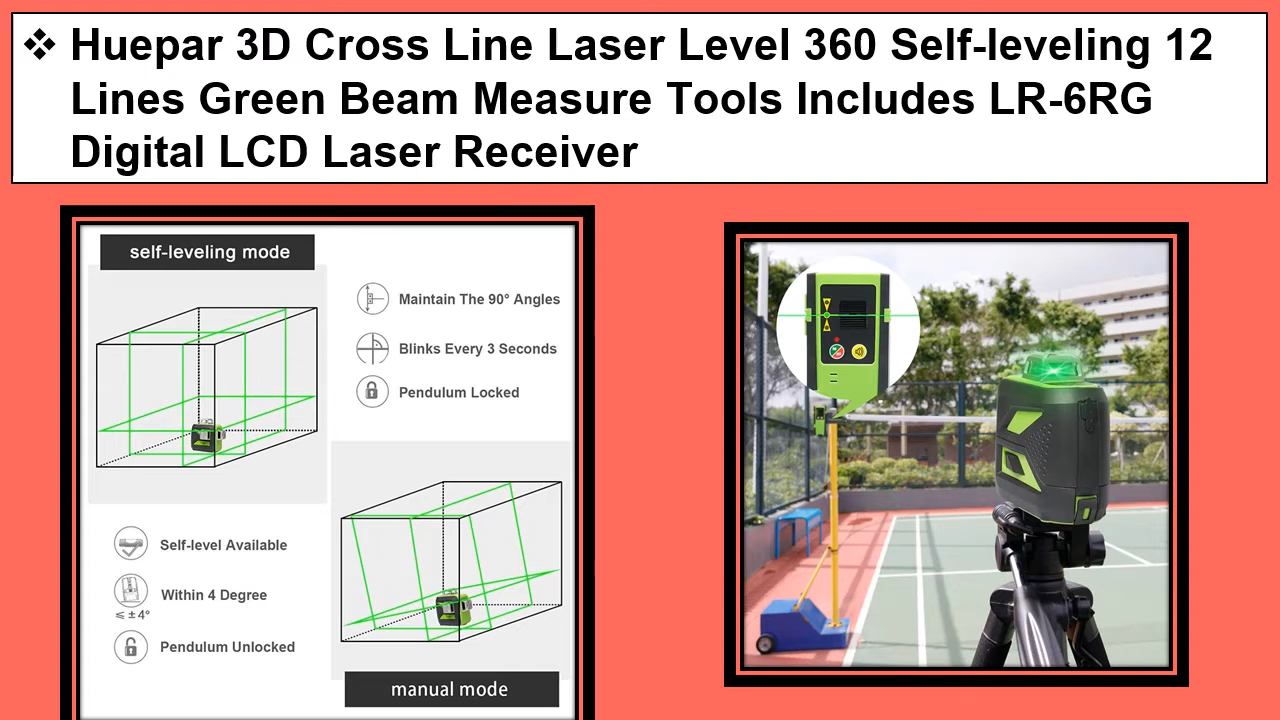 ❖ Huepar 3D Cross Line Laser Level 360 Self-leveling 12
Lines Green Beam Measure Tools Includes LR-6RG
Digital LCD Laser Receiver
self-leveling mode
Maintain The 90° Angles
Blinks Every 3 Seconds
Pendulum Locked
Self-level Available
Within 4 Degree
≤ ±4°
Pendulum Unlocked
manual mode